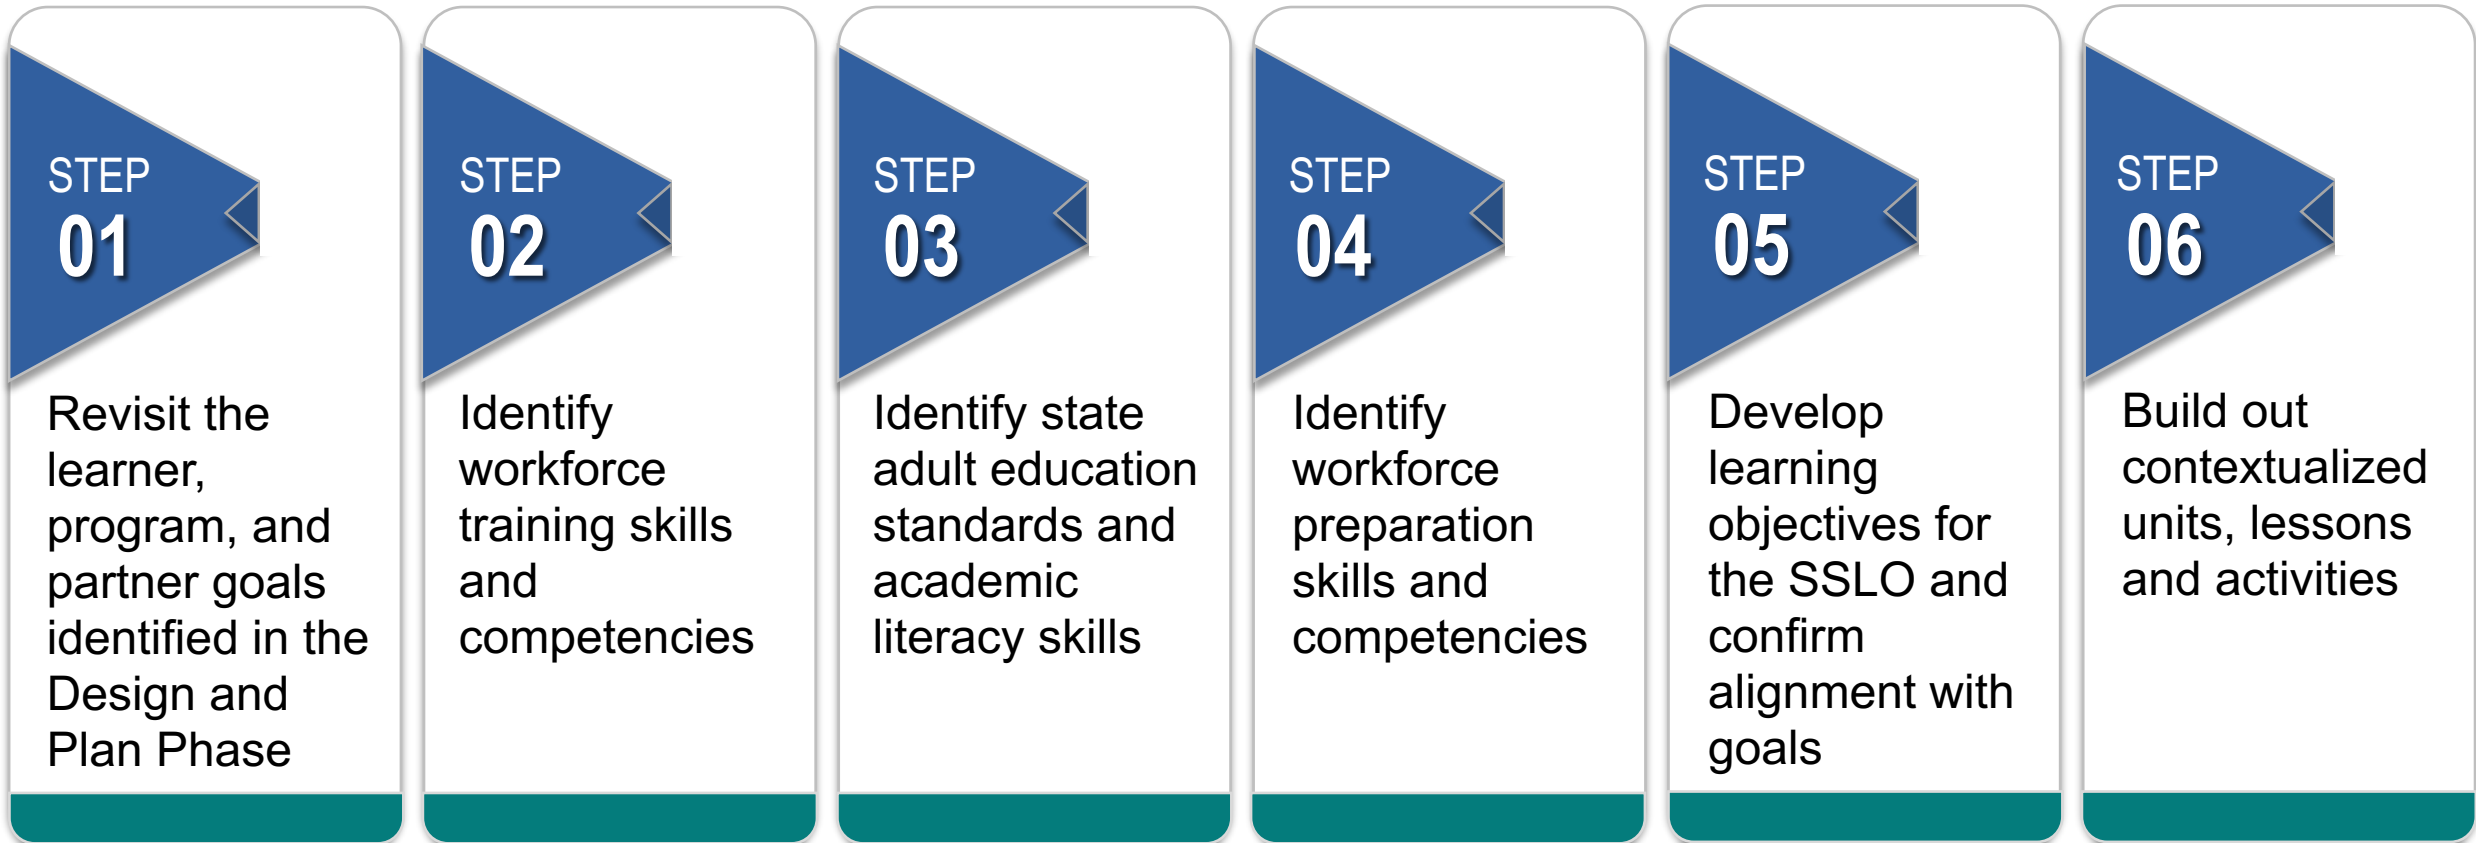 STEP
01
Revisit the
learner,
program, and
partner goals
identified in the
Design and
Plan Phase
STEP
02
Identify
workforce
training skills
and
competencies
STEP
03
Identify state
adult education
standards and
academic
literacy skills
STEP
04
Identify
workforce
preparation
skills and
competencies
STEP
05
Develop
learning
objectives for
the SSLO and
confirm
alignment with
goals
STEP
06
Build out
contextualized
units, lessons
and activities